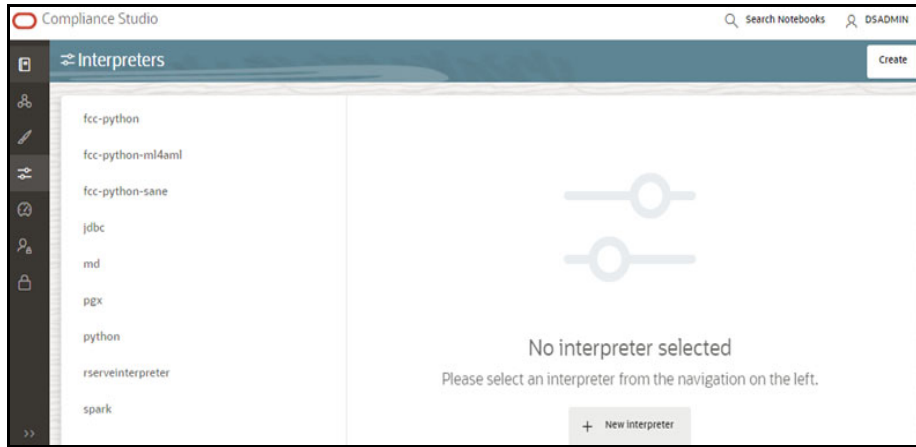 Compliance Studio
Search Notebooks
DSADMIN
Interpreters
Create
fcc-python
fcc-python-ml4aml
fcc-python-sane
jdbc
md
pgx
python
rserveinterpreter
spark
No interpreter selected
Please select an interpreter from the navigation on the left.
+ New interpreter